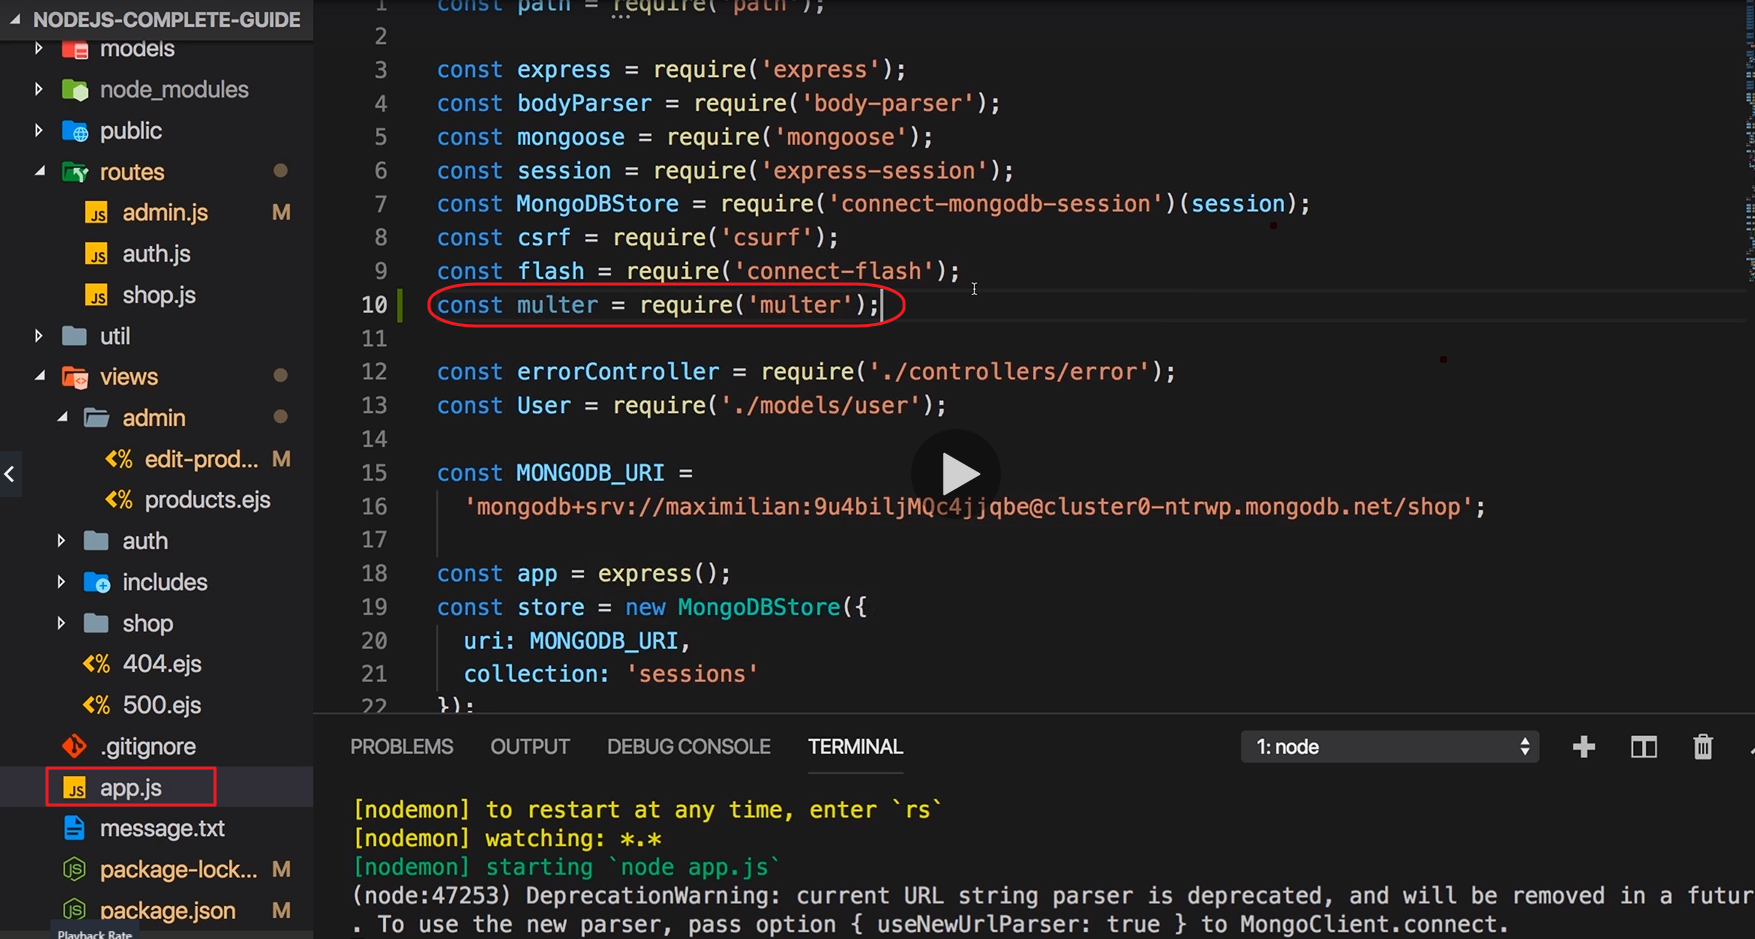 NODEJS-COMPLETE-GUIDE
models
node_modules
public
routes
admin.js M
auth.js
shop.js
util
views
admin
edit-prod... M
products.ejs
auth
includes
shop
404.ejs
500.ejs
.gitignore
app.js
message.txt
package-lock... M
package.json M
Playback Rate
1 const path = require('path');
2
3 const express = require('express');
4 const bodyParser = require('body-parser');
5 const mongoose = require('mongoose');
6 const session = require('express-session');
7 const MongoDBStore = require('connect-mongodb-session')(session);
8 const csrf = require('csurf');
9 const flash = require('connect-flash');
10 const multer = require('multer');
11
12 const errorController = require('./controllers/error');
13 const User = require('./models/user');
14
15 const MONGODB_URI =
16 'mongodb+srv://maximilian:9u4biljMQc4jjqbe@cluster0-ntrwp.mongodb.net/shop';
17
18 const app = express();
19 const store = new MongoDBStore({
20 uri: MONGODB_URI,
21 collection: 'sessions'
22 });
PROBLEMS OUTPUT DEBUG CONSOLE TERMINAL 1: node
[nodemon] to restart at any time, enter `rs`
[nodemon] watching: *.*
[nodemon] starting `node app.js`
(node:47253) DeprecationWarning: current URL string parser is deprecated, and will be removed in a futur
. To use the new parser, pass option { useNewUrlParser: true } to MongoClient.connect.